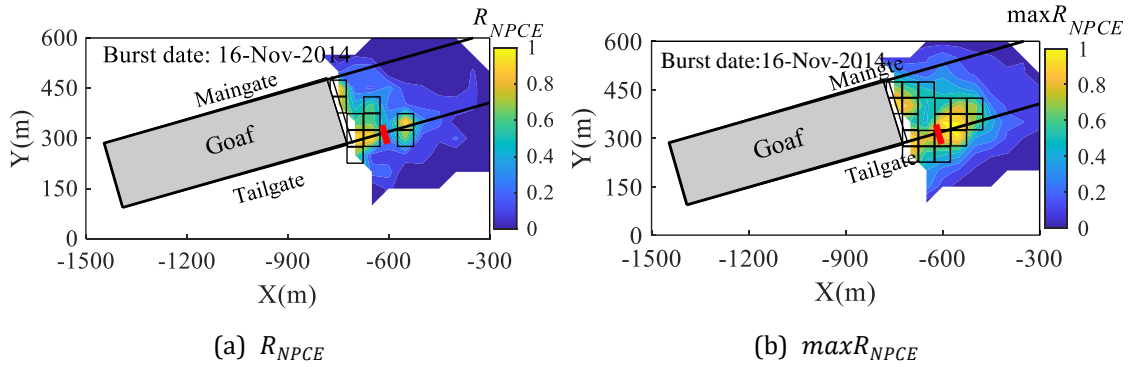 R_NPCE
Burst date: 16-Nov-2014
Maingate
Goaf
Tailgate
600
450
300
150
0
Y(m)
-1500 -1200 -900 -600 -300
X(m)
1
0.8
0.6
0.4
0.2
0
(a) R_NPCE
maxR_NPCE
Burst date:16-Nov-2014
Maingte
Goaf
Tailgate
600
450
300
150
0
Y(m)
-1500 -1200 -900 -600 -300
X(m)
1
0.8
0.6
0.4
0.2
0
(b) maxR_NPCE